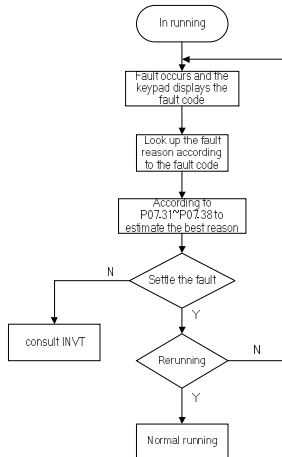 In running
Fault occurs and the
keypad displays the
fault code
Look up the fault
reason according
to the fault code
According to
P07.31~P07.38 to
estimate the best reason
Settle the fault
N
Y
consult INVT
Rerunning
N
Y
Normal running